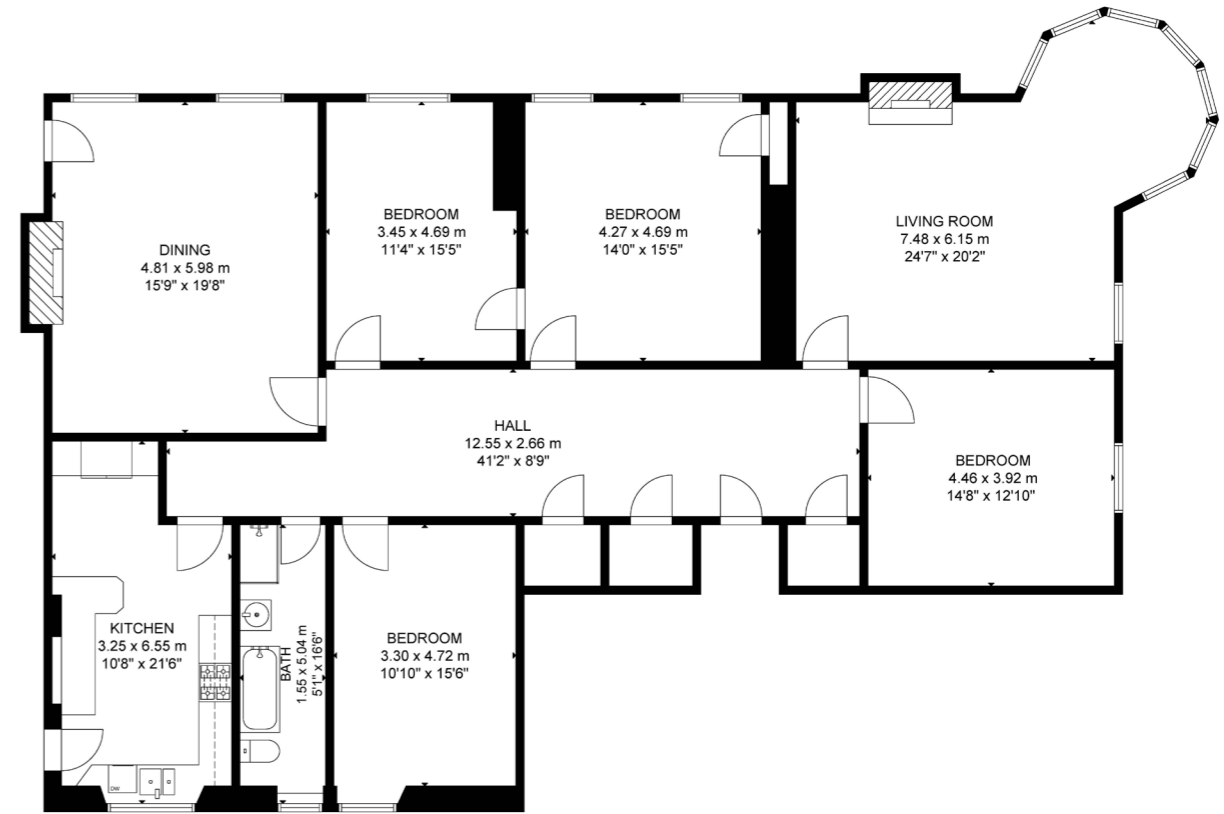 LIVING ROOM
7.48 x 6.15 m
24'7" x 20'2"
BEDROOM
3.45 x 4.69 m
11'4" x 15'5"
BEDROOM
4.27 x 4.69 m
14'0" x 15'5"
DINING
4.81 x 5.98 m
15'9" x 19'8"
HALL
12.55 x 2.66 m
41'2" x 8'9"
BEDROOM
4.46 x 3.92 m
14'8" x 12'10"
KITCHEN
3.25 x 6.55 m
10'8" x 21'6"
BATH
1.55 x 5.04 m
5'1" x 16'6"
BEDROOM
3.30 x 4.72 m
10'10" x 15'6"
DW